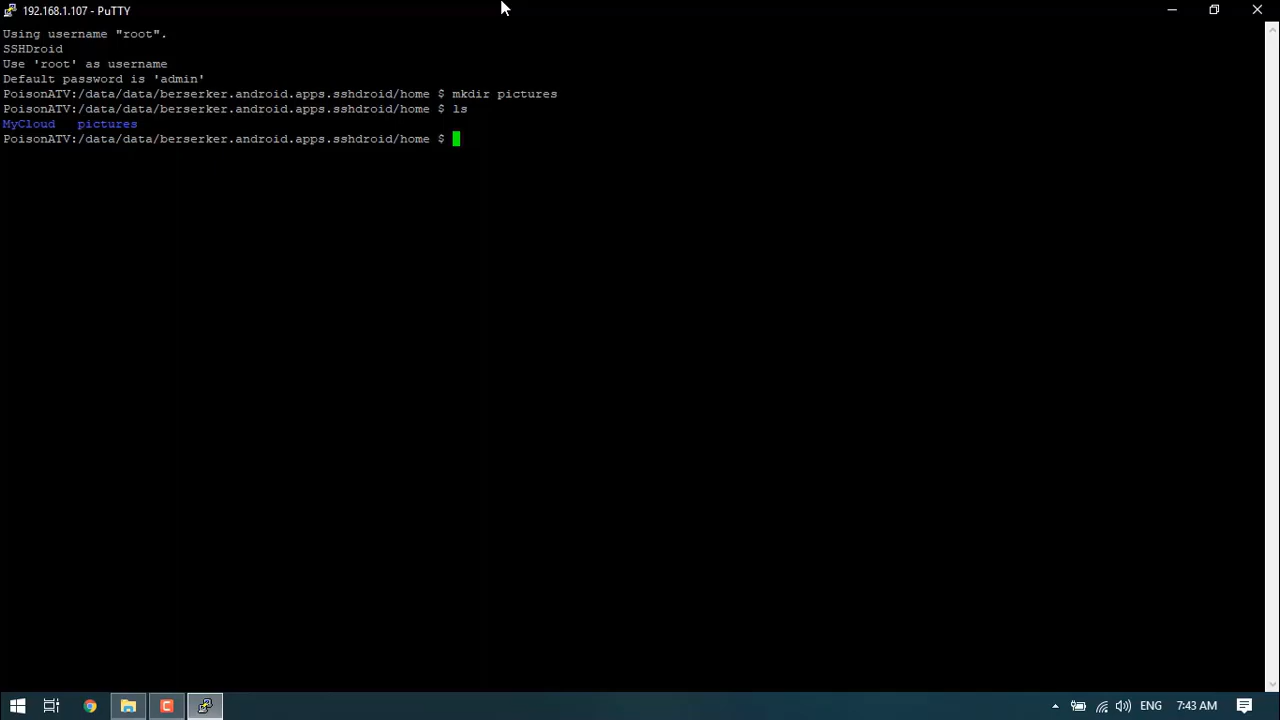 192.168.1.107 - PuTTY
Using username "root".
SSHDroid
Use 'root' as username
Default password is 'admin'
PoisonATV:/data/data/berserker.android.apps.sshdroid/home $ mkdir pictures
PoisonATV:/data/data/berserker.android.apps.sshdroid/home $ ls
MyCloud   pictures
PoisonATV:/data/data/berserker.android.apps.sshdroid/home $
ENG 7:43 AM